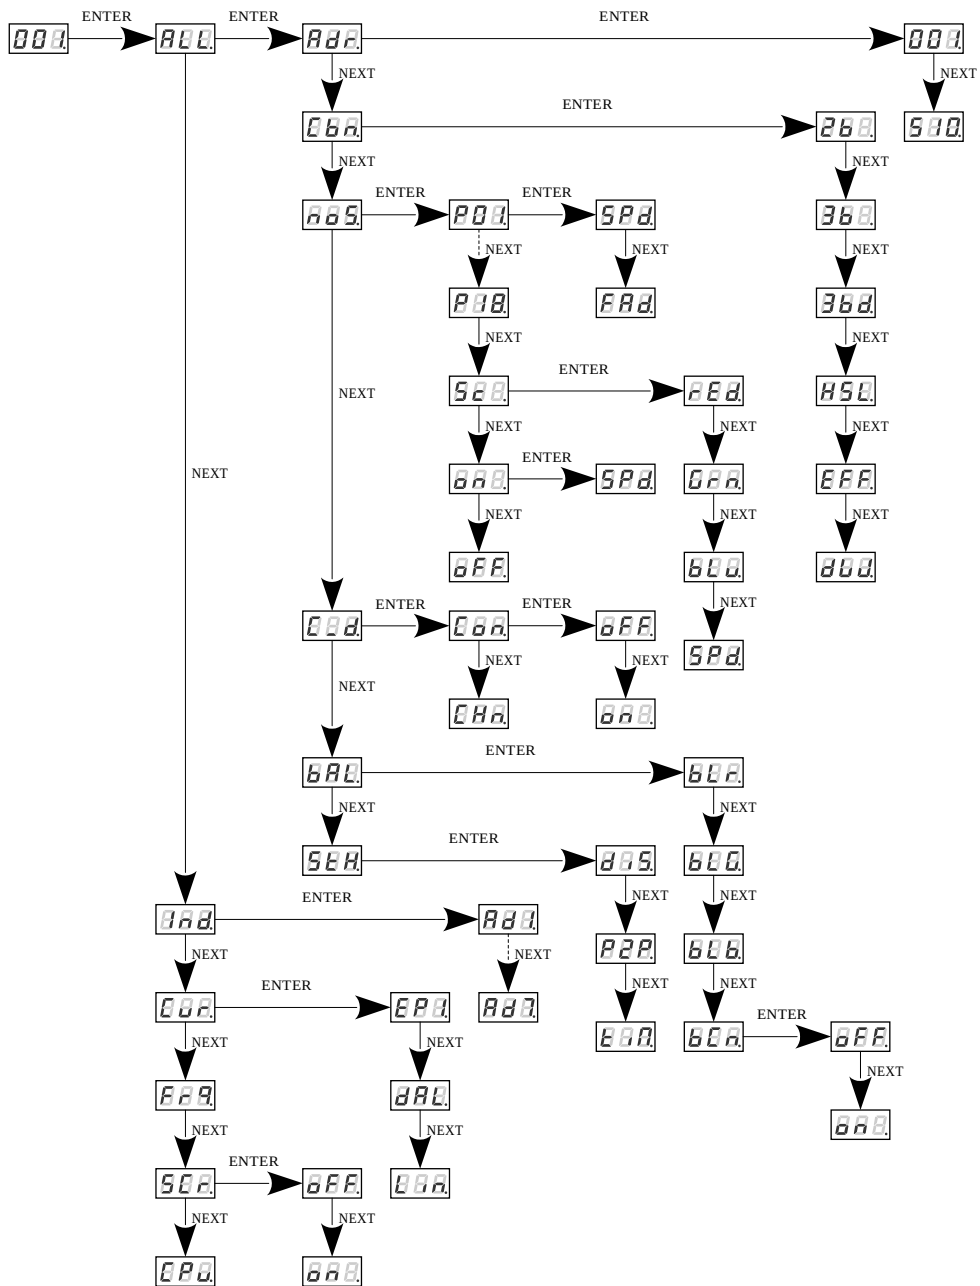 ENTER ENTER ENTER
001. ALL. Adr. 001.
NEXT NEXT
ENTER
Cbn. 2b . S10.
NEXT NEXT
ENTER ENTER
noS. P01. SPd. 3b .
NEXT NEXT NEXT
P18. FAd. 3bd.
NEXT NEXT
ENTER
NEXT
Sc . rEd. HSL.
NEXT NEXT NEXT
ENTER
NEXT
on . SPd. Grn. EFF.
NEXT NEXT NEXT
oFF. bLu. dUU.
ENTER ENTER NEXT
C_d. Con. oFF.
SPd.
NEXT NEXT NEXT
CHn. on .
ENTER
bAL. bLr.
NEXT NEXT
ENTER
StH. diS. bLG.
ENTER NEXT NEXT
Ind. Ad1. P2P. bLb.
NEXT NEXT NEXT NEXT
ENTER ENTER
Cur. EP1. Ad7. tiM. bCn. oFF.
NEXT NEXT NEXT
Frq. dAL.
on .
NEXT NEXT
ENTER
SCr. oFF. Lin.
NEXT NEXT
CPu. on .